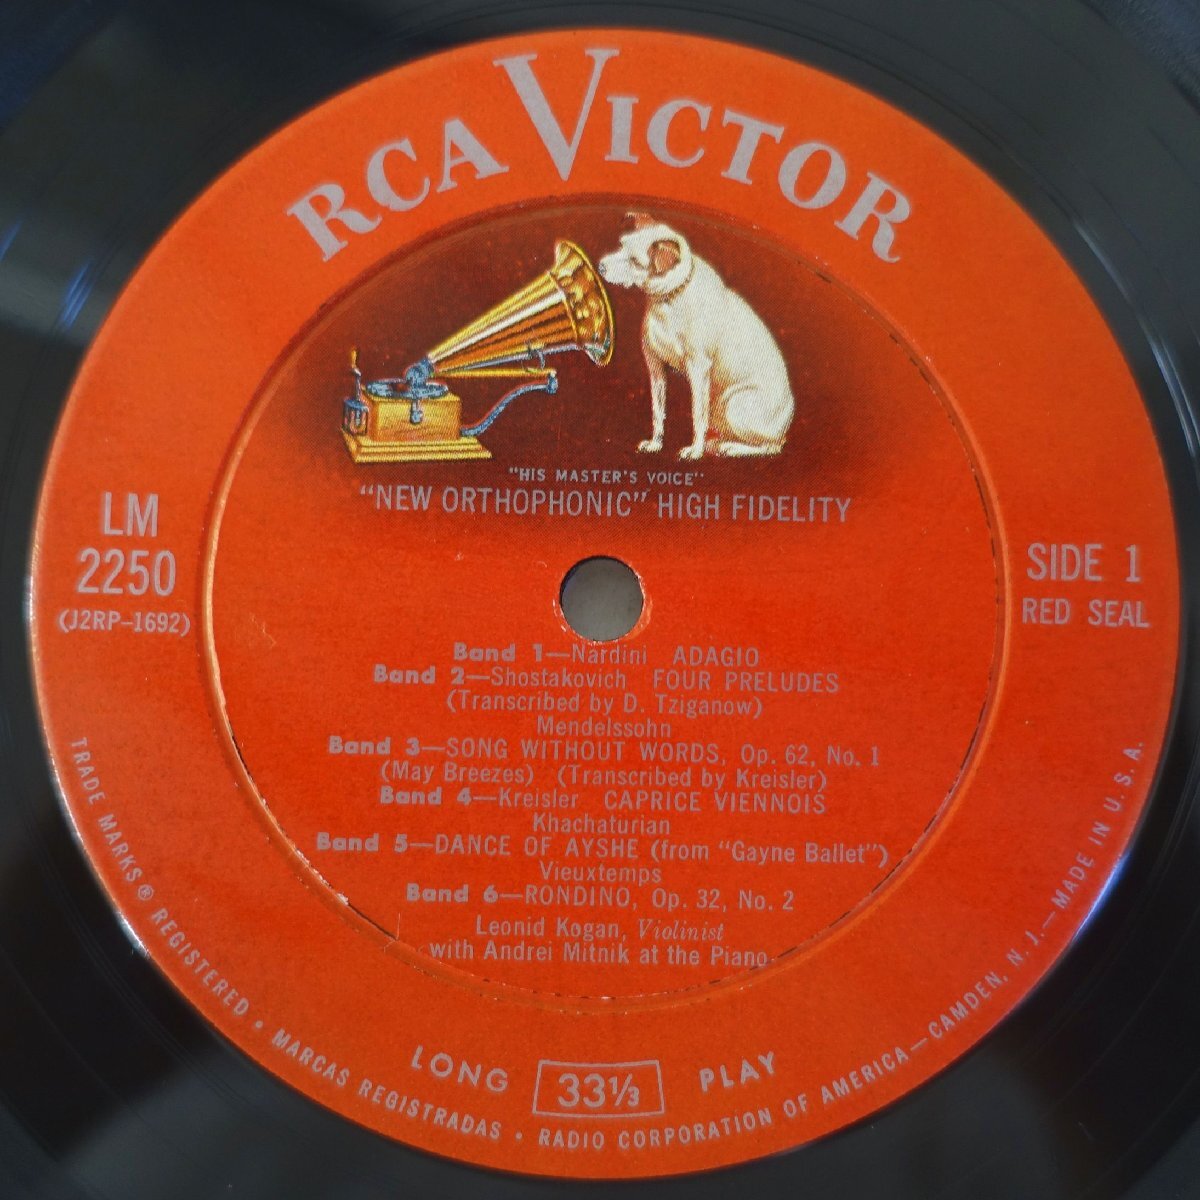 RCA VICTOR
"HIS MASTER'S VOICE"
"NEW ORTHOPHONIC" HIGH FIDELITY
LM
2250
(J2RP-1692)
SIDE 1
RED SEAL
Band 1—Nardini ADAGIO
Band 2—Shostakovich FOUR PRELUDES
(Transcribed by D. Tziganow)
Mendelssohn
Band 3—SONG WITHOUT WORDS, Op. 62, No. 1
(May Breezes) (Transcribed by Kreisler)
Band 4—Kreisler CAPRICE VIENNOIS
Khachaturian
Band 5—DANCE OF AYSHE (from "Gayne Ballet")
Vieuxtemps
Band 6—RONDINO, Op. 32, No. 2
Leonid Kogan, Violinist
with Andrei Mitnik at the Piano
LONG 33⅓ PLAY
TRADE MARKS ® REGISTERED • MARCAS REGISTRADAS • RADIO CORPORATION OF AMERICA—CAMDEN, N. J.—MADE IN U. S. A.